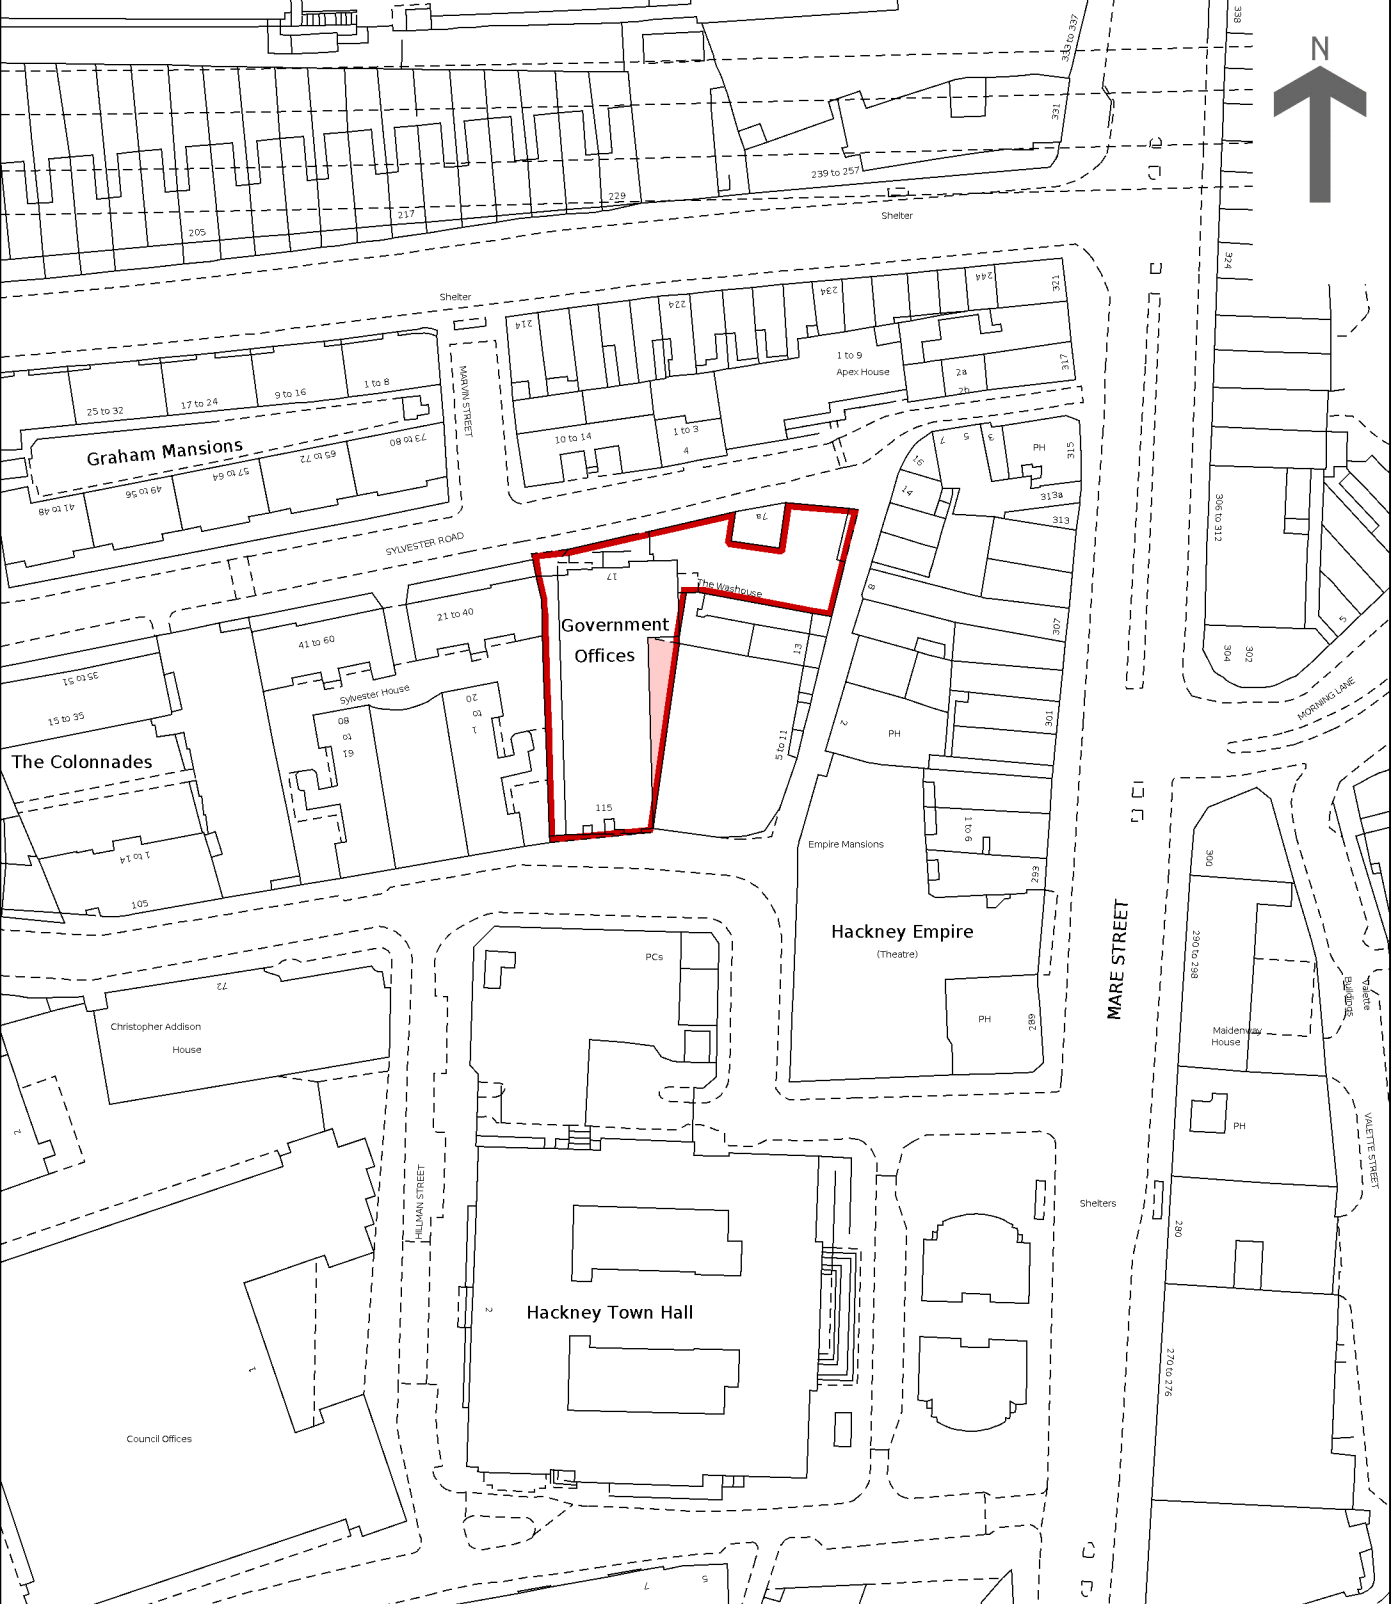 338
333 to 337
N
331
239 to 257
229
217
205
Shelter
324
Shelter
244
234
224
214
321
1 to 9
Apex House
317
2a
2b
MARVIN STREET
1 to 8
9 to 16
17 to 24
25 to 32
Graham Mansions
73 to 80
65 to 72
57 to 64
49 to 56
41 to 48
10 to 14
1 to 3
4
7
5
3
PH
315
16
14
313a
313
306 to 312
7a
SYLVESTER ROAD
17
The Washouse
8
307
5
304
302
MORNING LANE
21 to 40
41 to 60
Government
Offices
13
35 to 51
15 to 35
Sylvester House
80
to
61
20
to
1
301
2
PH
5 to 11
The Colonnades
115
1 to 6
Empire Mansions
1 to 14
293
300
105
Hackney Empire
(Theatre)
MARE STREET
290 to 298
PCs
72
Valette
Buildings
Christopher Addison
House
PH
289
Maidenway
House
2
PH
VALETTE STREET
HILLMAN STREET
Shelters
280
2
Hackney Town Hall
1
270 to 276
Council Offices
7
5